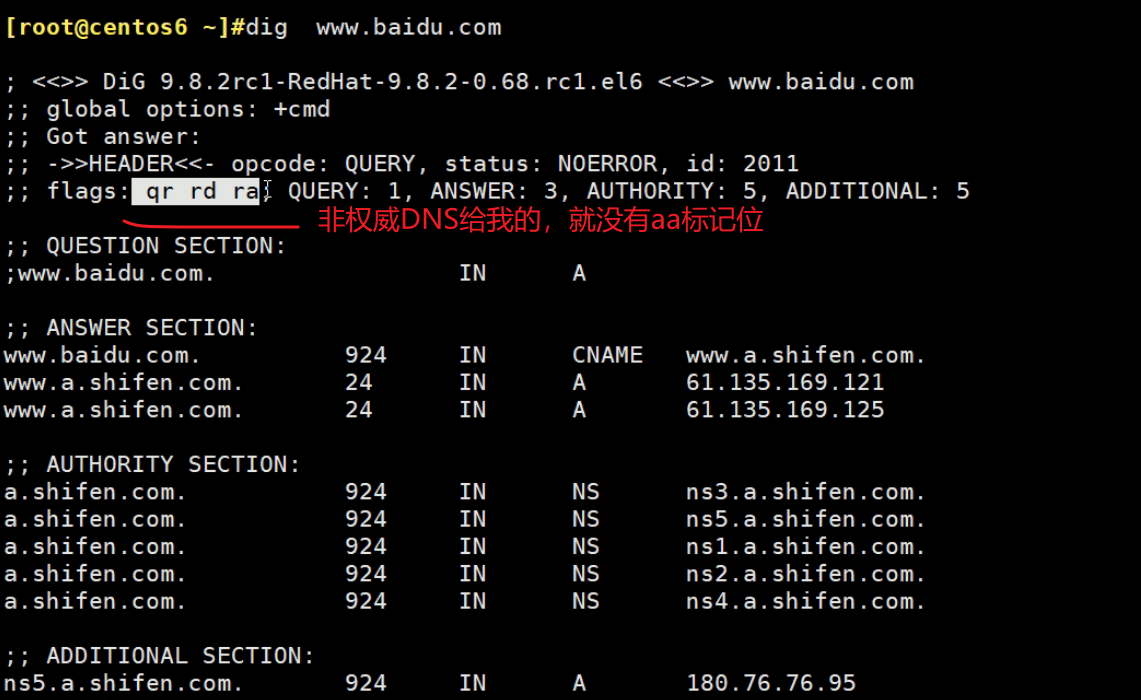 [root@centos6 ~]#dig  www.baidu.com
; <<>> DiG 9.8.2rc1-RedHat-9.8.2-0.68.rc1.el6 <<>> www.baidu.com
;; global options: +cmd
;; Got answer:
;; ->>HEADER<<- opcode: QUERY, status: NOERROR, id: 2011
;; flags: qr rd ra; QUERY: 1, ANSWER: 3, AUTHORITY: 5, ADDITIONAL: 5
非权威DNS给我的，就没有aa标记位
;; QUESTION SECTION:
;www.baidu.com. IN A
;; ANSWER SECTION:
www.baidu.com. 924 IN CNAME www.a.shifen.com.
www.a.shifen.com. 24 IN A 61.135.169.121
www.a.shifen.com. 24 IN A 61.135.169.125
;; AUTHORITY SECTION:
a.shifen.com. 924 IN NS ns3.a.shifen.com.
a.shifen.com. 924 IN NS ns5.a.shifen.com.
a.shifen.com. 924 IN NS ns1.a.shifen.com.
a.shifen.com. 924 IN NS ns2.a.shifen.com.
a.shifen.com. 924 IN NS ns4.a.shifen.com.
;; ADDITIONAL SECTION:
ns5.a.shifen.com. 924 IN A 180.76.76.95